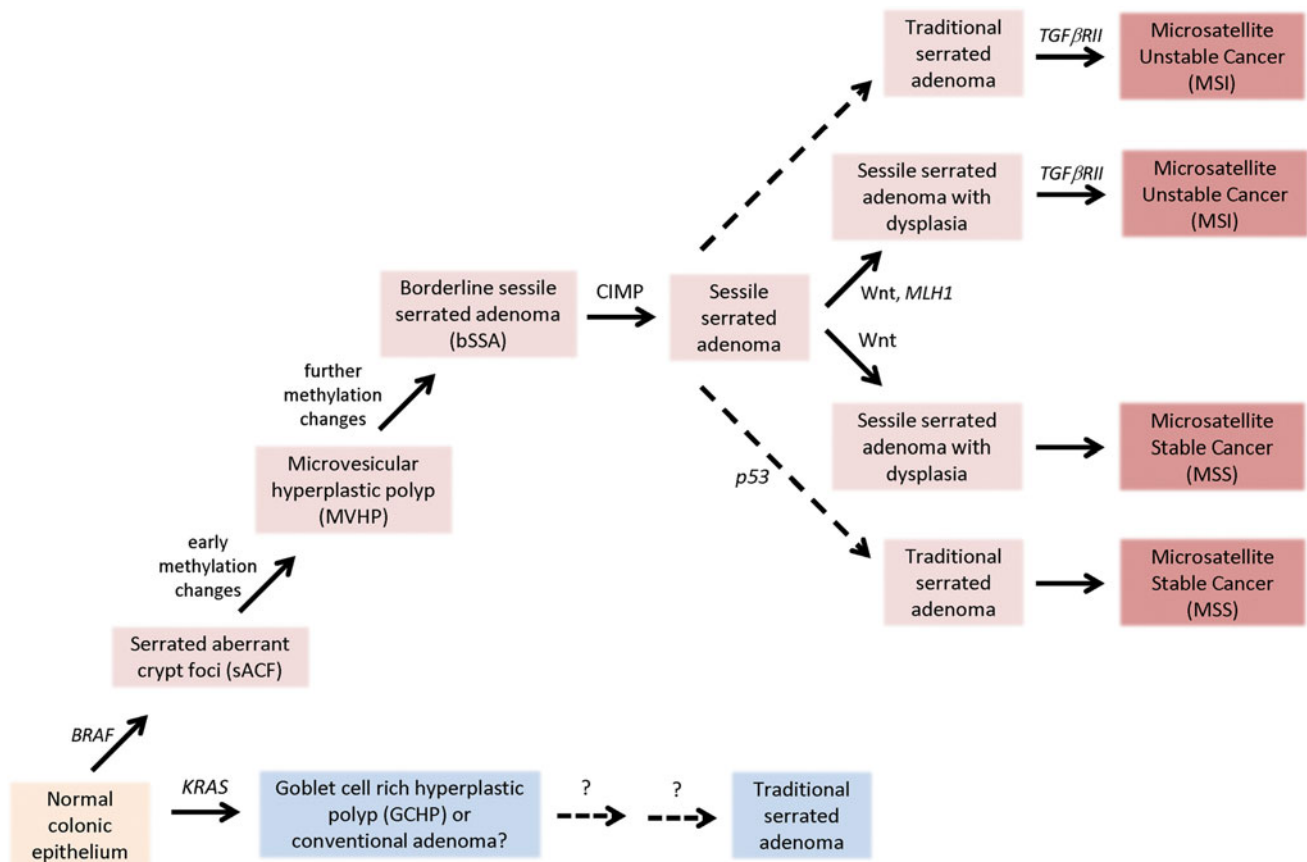 Traditional
serrated
adenoma
TGFβRII
Microsatellite
Unstable Cancer
(MSI)
Sessile serrated
adenoma with
dysplasia
TGFβRII
Microsatellite
Unstable Cancer
(MSI)
Borderline sessile
serrated adenoma
(bSSA)
CIMP
Sessile
serrated
adenoma
Wnt, MLH1
Wnt
further
methylation
changes
Sessile serrated
adenoma with
dysplasia
Microsatellite
Stable Cancer
(MSS)
Microvesicular
hyperplastic polyp
(MVHP)
p53
early
methylation
changes
Traditional
serrated
adenoma
Microsatellite
Stable Cancer
(MSS)
Serrated aberrant
crypt foci (sACF)
BRAF
Normal
colonic
epithelium
KRAS
Goblet cell rich hyperplastic
polyp (GCHP) or
conventional adenoma?
?
?
Traditional
serrated
adenoma